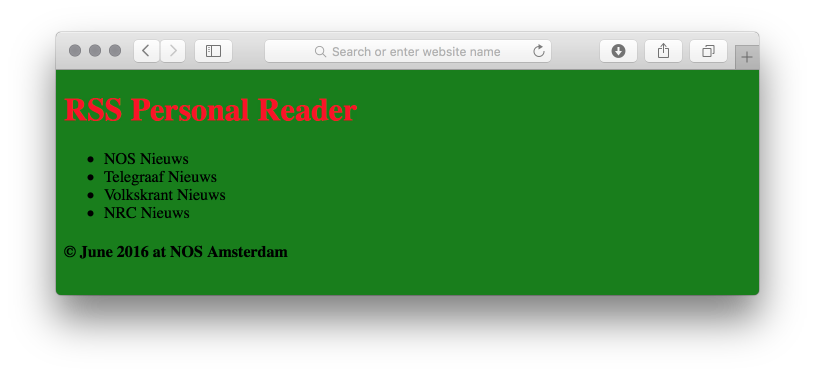 Search or enter website name
RSS Personal Reader
NOS Nieuws
Telegraaf Nieuws
Volkskrant Nieuws
NRC Nieuws
© June 2016 at NOS Amsterdam